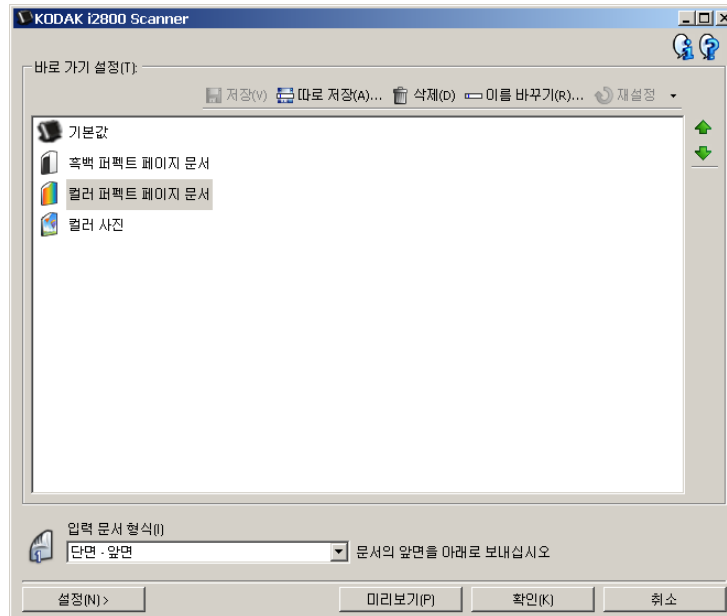 KODAK i2800 Scanner
바로 가기 설정(T):
저장(V) 따로 저장(A)... 삭제(D) 이름 바꾸기(R)... 재설정
기본값
흑백 퍼펙트 페이지 문서
컬러 퍼펙트 페이지 문서
컬러 사진
입력 문서 형식(I)
단면 - 앞면 문서의 앞면을 아래로 보내십시오
설정(N) > 미리보기(P) 확인(K) 취소